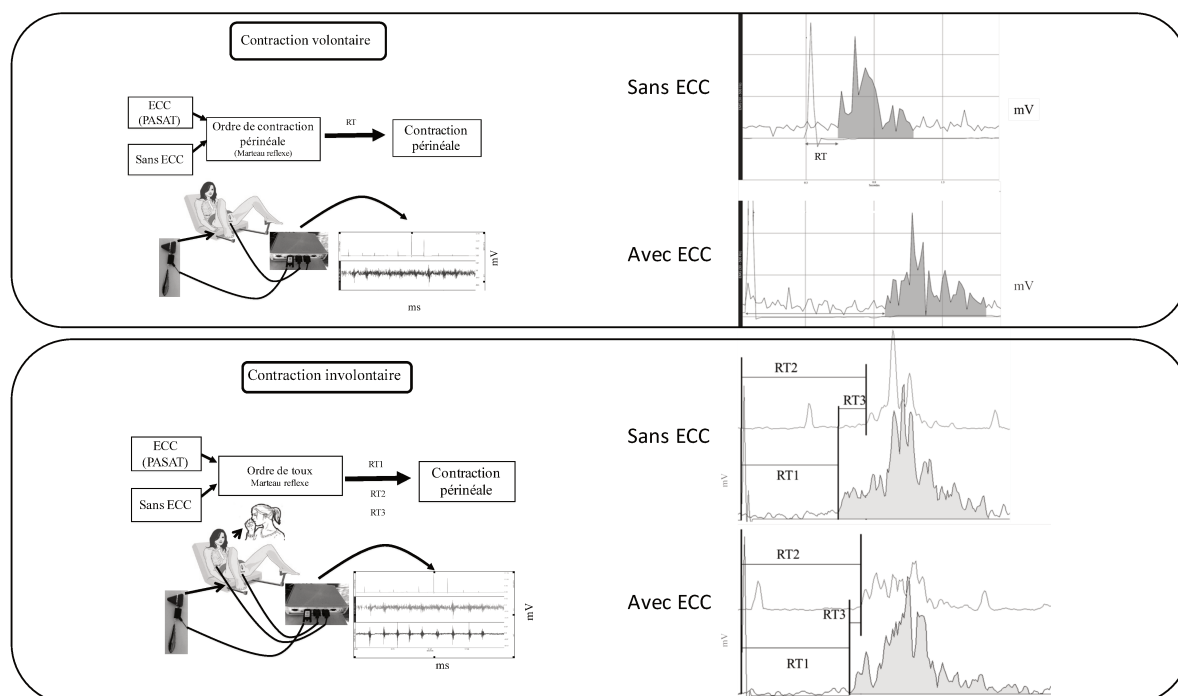 Contraction volontaire
ECC
(PASAT)
Sans ECC
Ordre de contraction
périnéale
(Marteau reflexe)
RT
Contraction
périnéale
mV
ms
Sans ECC
RT
mV
Avec ECC
mV
Contraction involontaire
ECC
(PASAT)
Sans ECC
Ordre de toux
Marteau reflexe
RT1
RT2
RT3
Contraction
périnéale
mV
ms
Sans ECC
RT2
RT3
RT1
mV
Avec ECC
RT2
RT3
RT1
mV